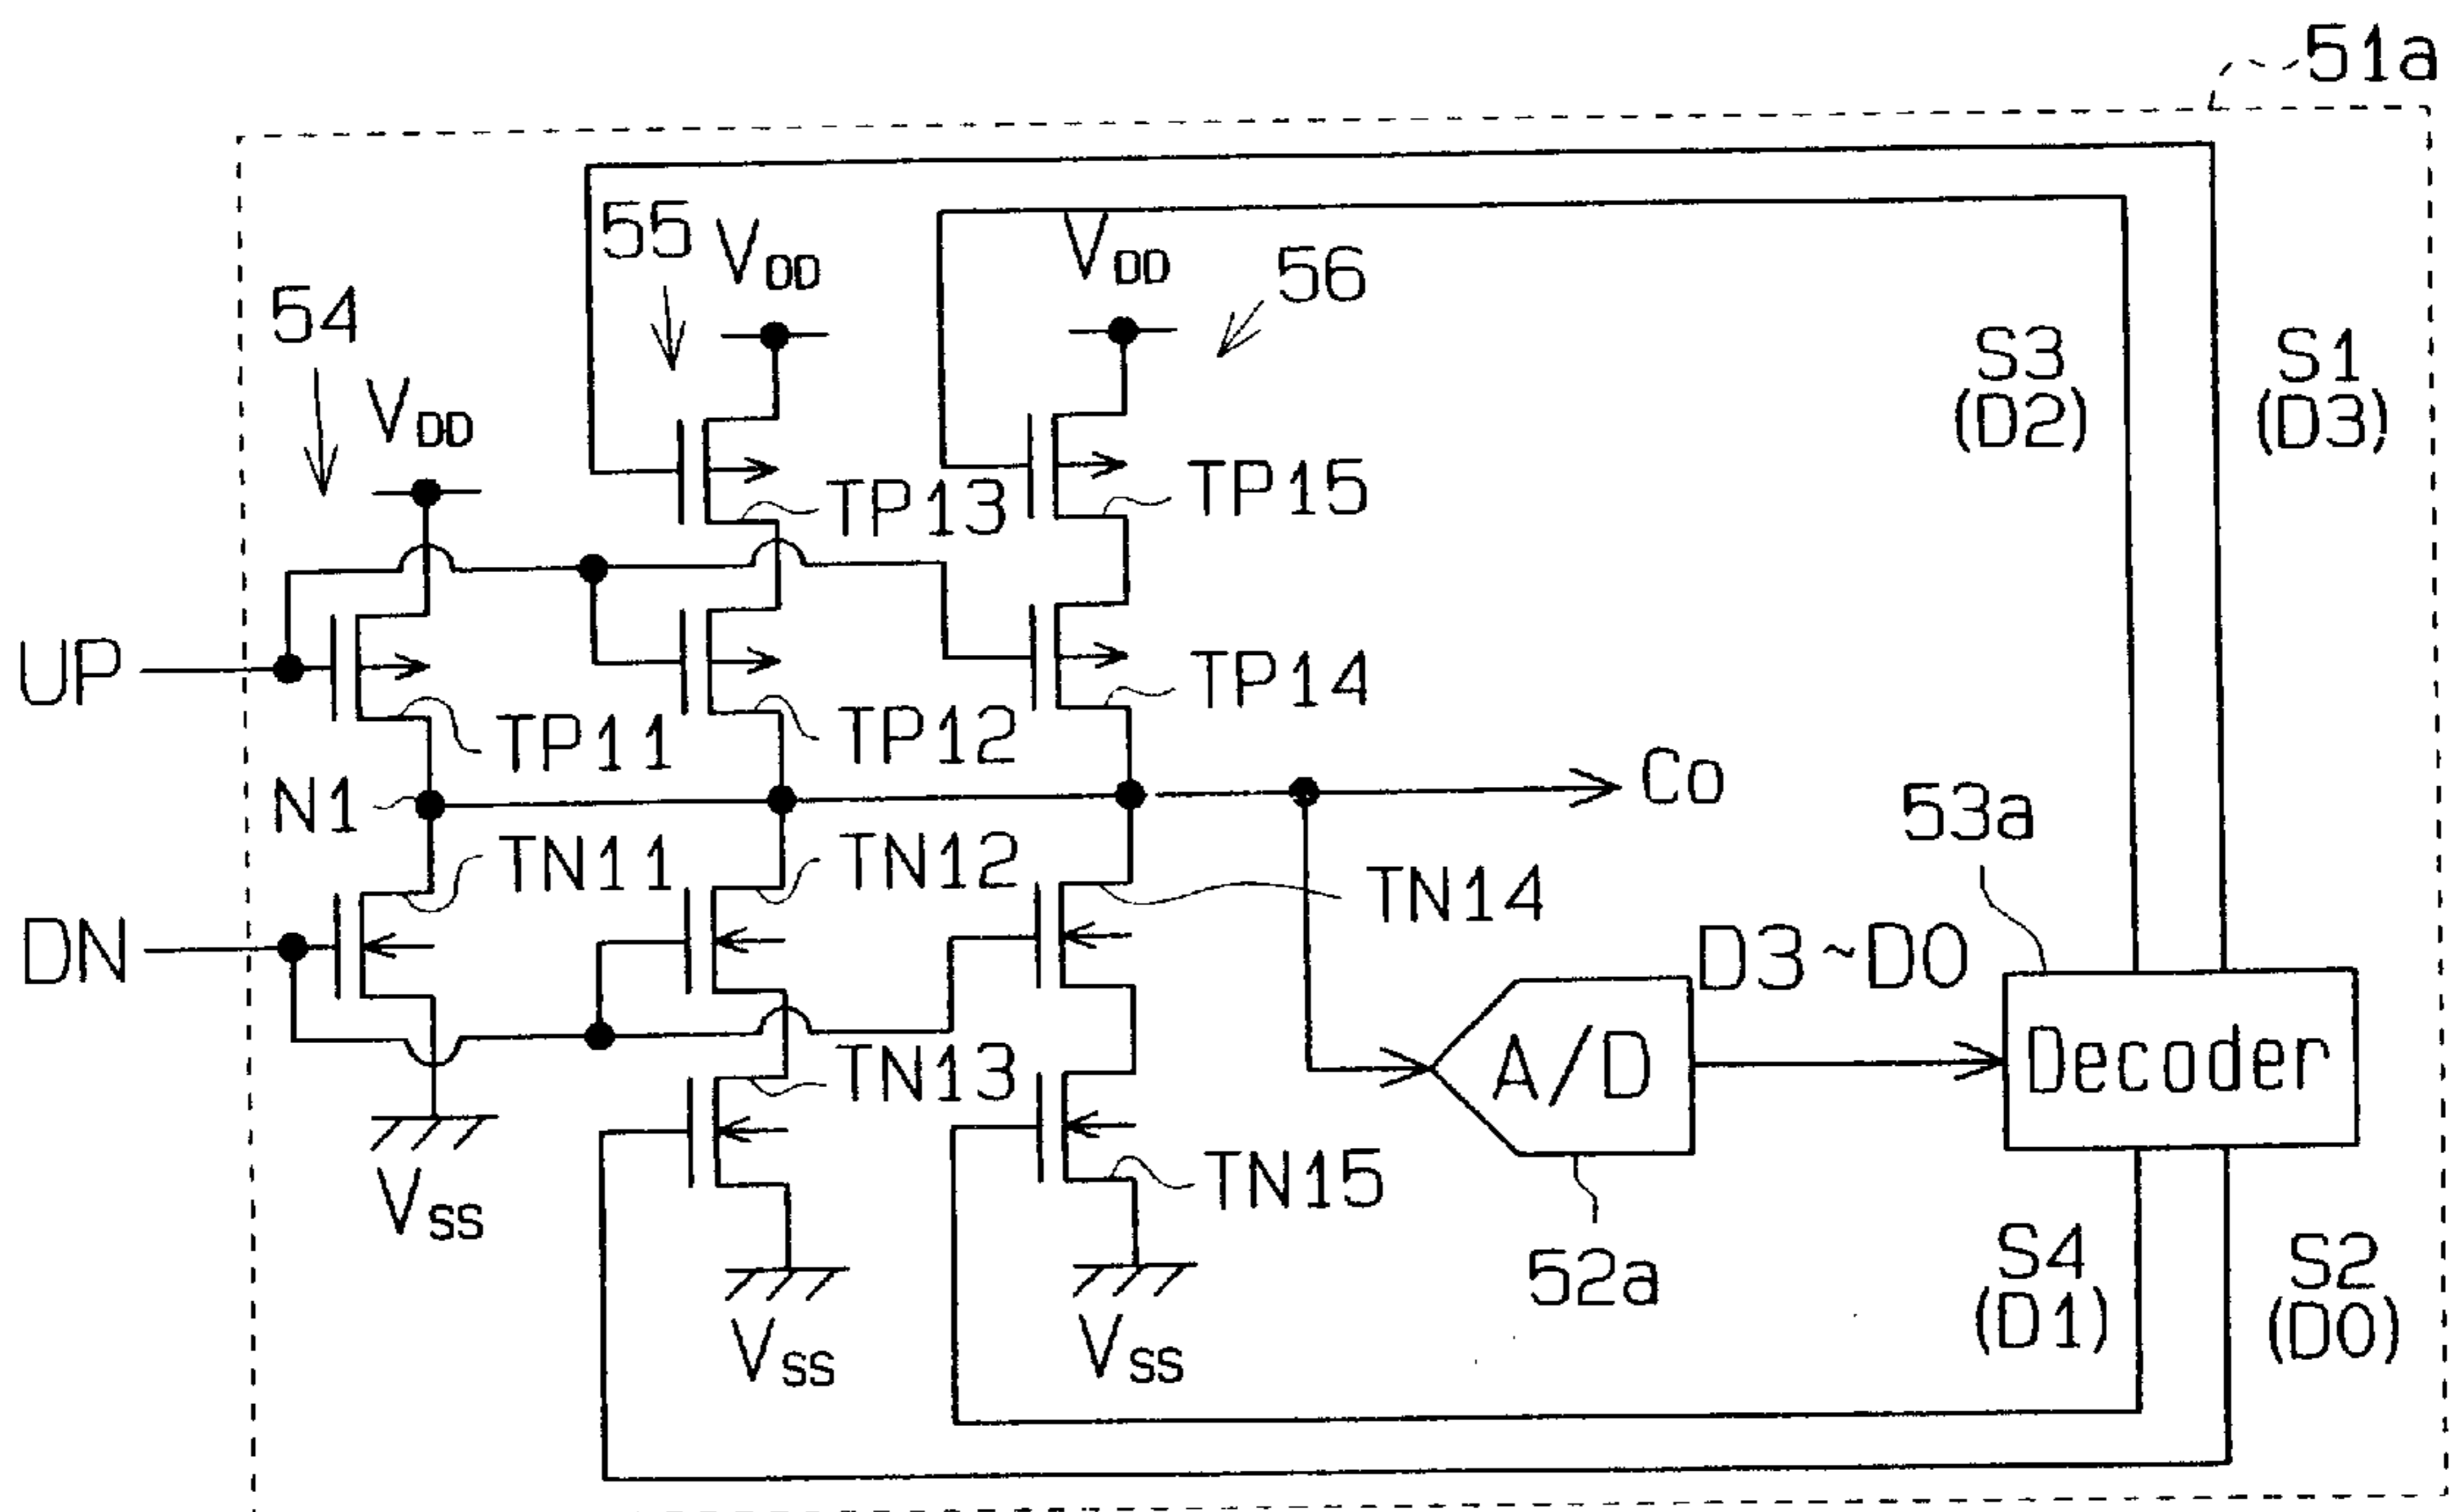 51a
55
VDD
VDD
56
54
VDD
S3
(D2)
S1
(D3)
TP13
TP15
UP
TP11
TP12
TP14
N1
Co
53a
TN11
TN12
TN14
DN
D3~D0
A/D
Decoder
TN13
TN15
VSS
52a
S4
(D1)
S2
(D0)
VSS
VSS